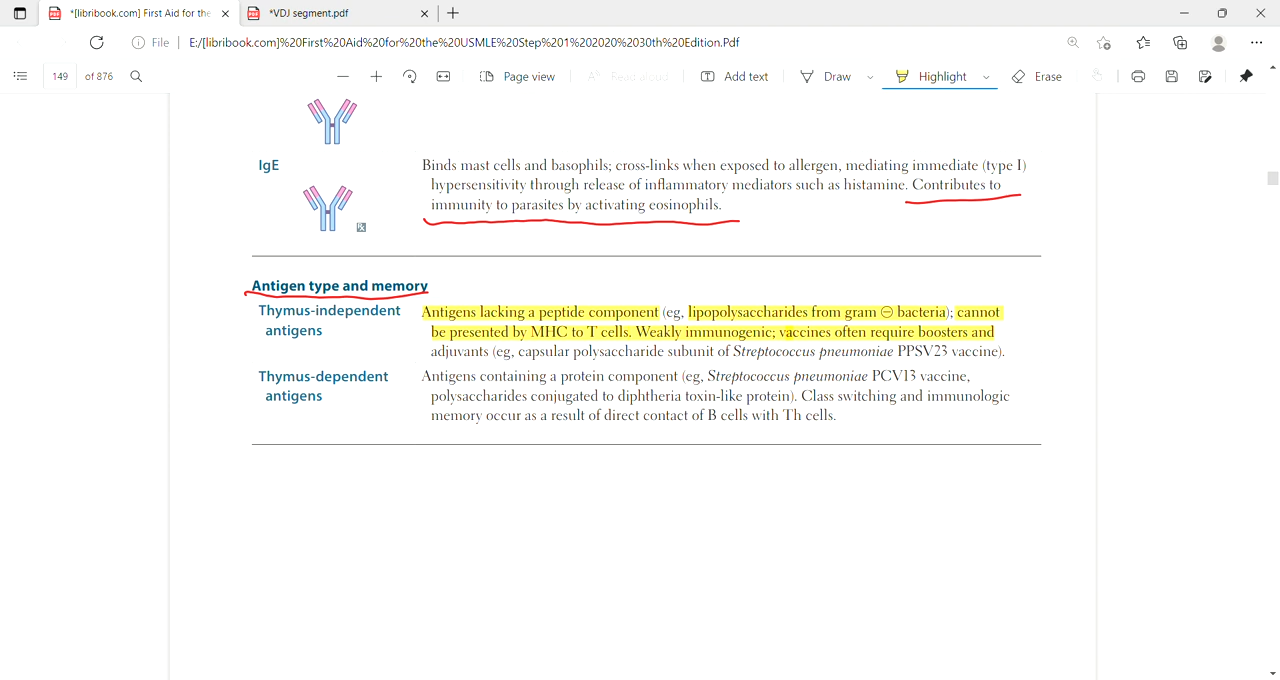 *[libribook.com] First Aid for the
*VDJ segment.pdf
File
E:/[libribook.com]%20First%20Aid%20for%20the%20USMLE%20Step%201%202020%2030th%20Edition.Pdf
149 of 876
Page view
Read aloud
Add text
Draw
Highlight
Erase
IgE
Binds mast cells and basophils; cross-links when exposed to allergen, mediating immediate (type I)
hypersensitivity through release of inflammatory mediators such as histamine. Contributes to
immunity to parasites by activating eosinophils.
Antigen type and memory
Thymus-independent
antigens
Antigens lacking a peptide component (eg, lipopolysaccharides from gram ⊖ bacteria); cannot
be presented by MHC to T cells. Weakly immunogenic; vaccines often require boosters and
adjuvants (eg, capsular polysaccharide subunit of Streptococcus pneumoniae PPSV23 vaccine).
Thymus-dependent
antigens
Antigens containing a protein component (eg, Streptococcus pneumoniae PCV13 vaccine,
polysaccharides conjugated to diphtheria toxin-like protein). Class switching and immunologic
memory occur as a result of direct contact of B cells with Th cells.